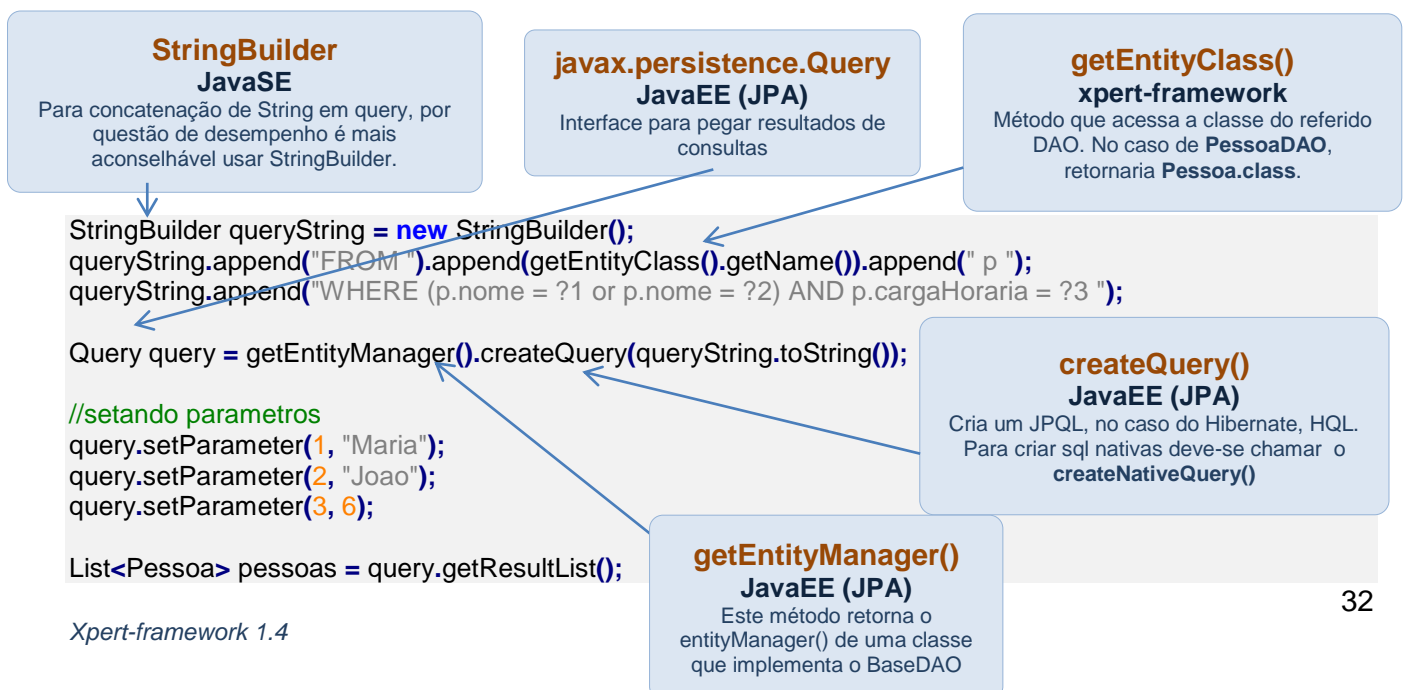 StringBuilder
JavaSE
Para concatenação de String em query, por
questão de desempenho é mais
aconselhável usar StringBuilder.
javax.persistence.Query
JavaEE (JPA)
Interface para pegar resultados de
consultas
getEntityClass()
xpert-framework
Método que acessa a classe do referido
DAO. No caso de PessoaDAO,
retornaria Pessoa.class.
StringBuilder queryString = new StringBuilder();
queryString.append("FROM ").append(getEntityClass().getName()).append(" p ");
queryString.append("WHERE (p.nome = ?1 or p.nome = ?2) AND p.cargaHoraria = ?3 ");
Query query = getEntityManager().createQuery(queryString.toString());
createQuery()
JavaEE (JPA)
Cria um JPQL, no caso do Hibernate, HQL.
Para criar sql nativas deve-se chamar o
createNativeQuery()
//setando parametros
query.setParameter(1, "Maria");
query.setParameter(2, "Joao");
query.setParameter(3, 6);
List<Pessoa> pessoas = query.getResultList();
getEntityManager()
JavaEE (JPA)
Este método retorna o
entityManager() de uma classe
que implementa o BaseDAO
32
Xpert-framework 1.4